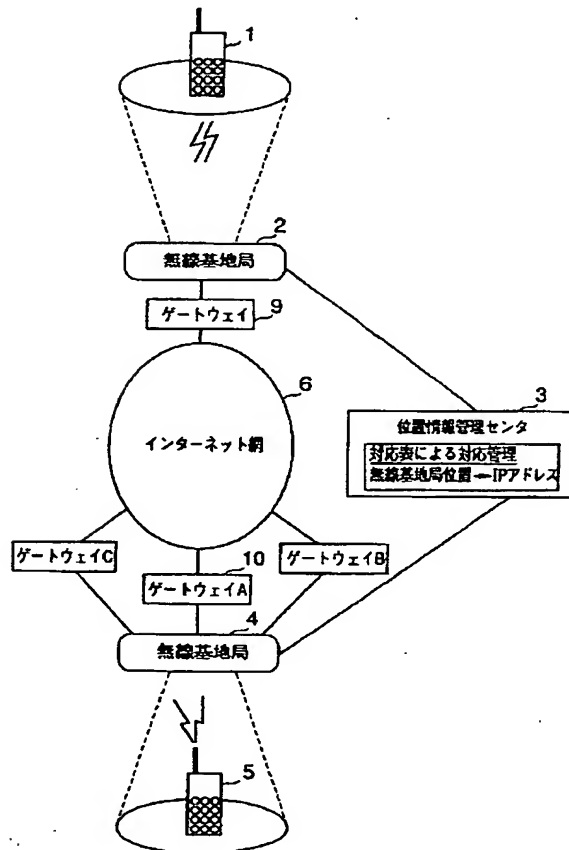 1
2
無線基地局
ゲートウェイ
9
6
3
インターネット網
位置情報管理センタ
対応表による対応管理
無線基地局位置ーIPアドレス
ゲートウェイC
10
ゲートウェイB
ゲートウェイA
4
無線基地局
5